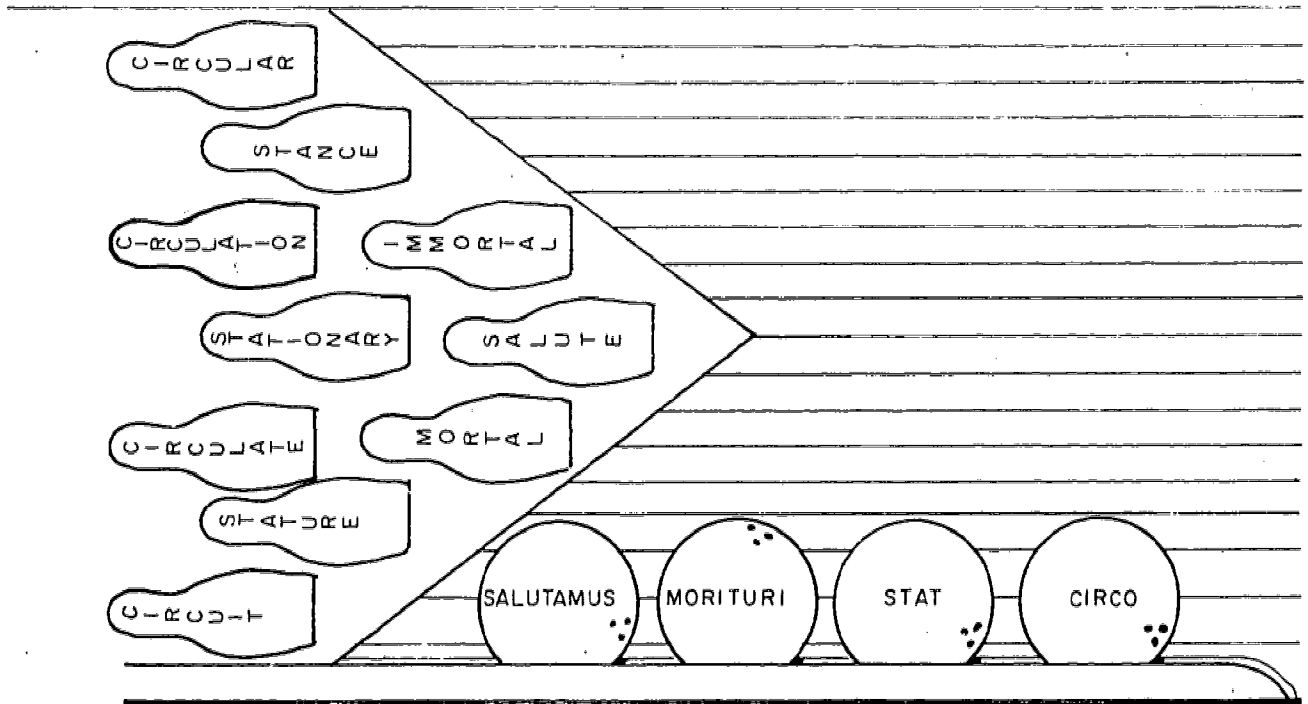 CIRCULAR
STANCE
CIRCULATION
IMMORTAL
STATIONARY
SALUTE
CIRCULATE
MORTAL
STATURE
CIRCUIT
SALUTAMUS
MORITURI
STAT
CIRCO